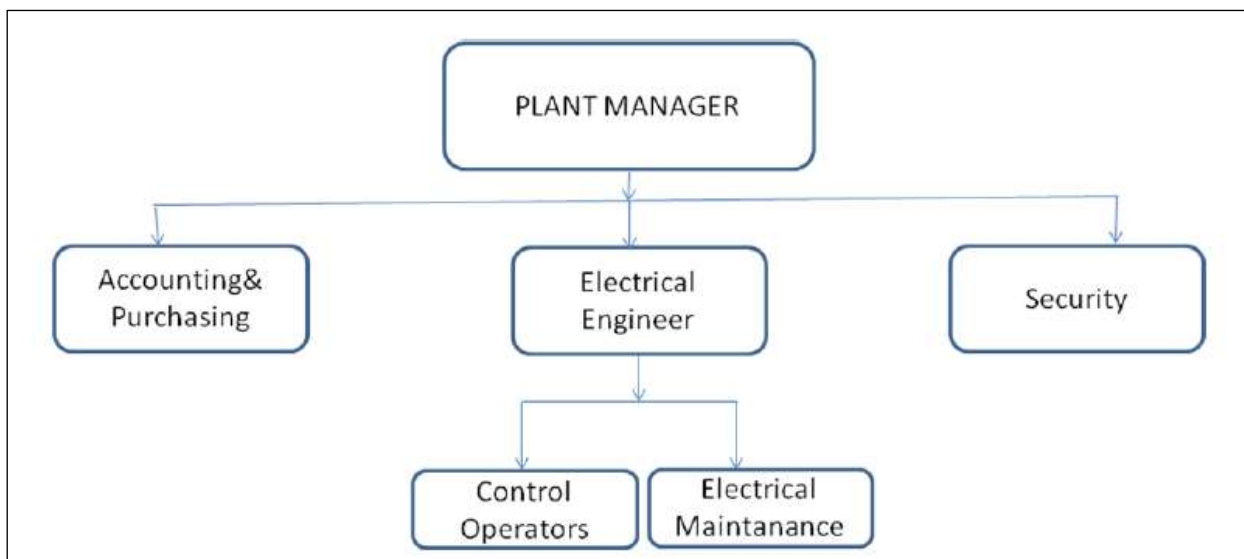 PLANT MANAGER
Accounting&
Purchasing
Electrical
Engineer
Security
Control
Operators
Electrical
Maintanance